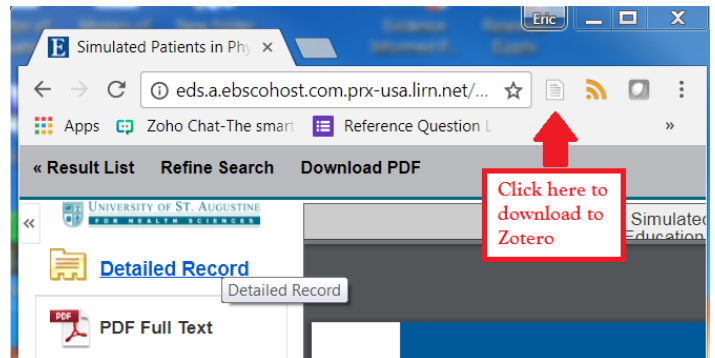 Eric
Simulated Patients in Phy
eds.a.ebscohost.com.prx-usa.lirn.net/...
Apps
Zoho Chat-The smart
Reference Question L
»
« Result List
Refine Search
Download PDF
Click here to
download to
Zotero
«
UNIVERSITY OF ST. AUGUSTINE
FOR HEALTH SCIENCES
Simulated
Education
Detailed Record
Detailed Record
PDF
PDF Full Text